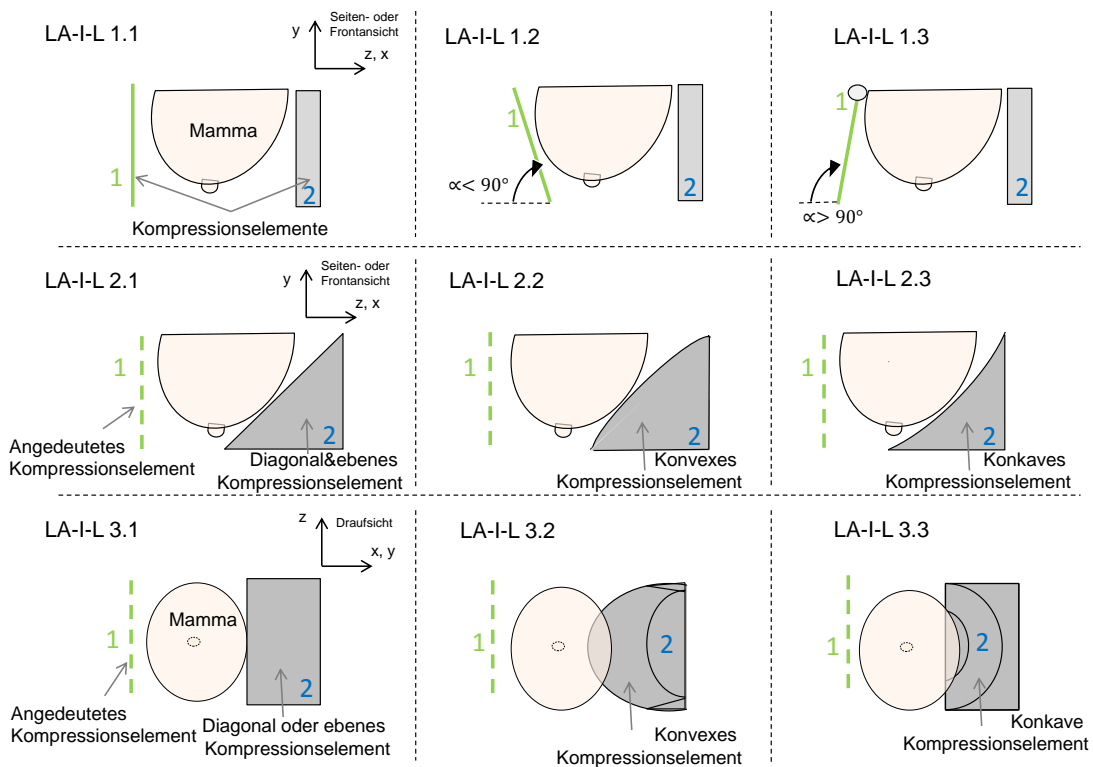 LA-I-L 1.1
y
Seiten- oder
Frontansicht
z, x
Mamma
1
2
Kompressionselemente
LA-I-L 1.2
1
∝< 90°
2
LA-I-L 1.3
1
∝> 90°
2
LA-I-L 2.1
y
Seiten- oder
Frontansicht
z, x
1
2
Angedeutetes
Kompressionselement
Diagonal&ebenes
Kompressionselement
LA-I-L 2.2
1
2
Konvexes
Kompressionselement
LA-I-L 2.3
1
2
Konkaves
Kompressionselement
LA-I-L 3.1
z
Draufsicht
x, y
Mamma
1
2
Angedeutetes
Kompressionselement
Diagonal oder ebenes
Kompressionselement
LA-I-L 3.2
1
2
Konvexes
Kompressionselement
LA-I-L 3.3
1
2
Konkave
Kompressionselement